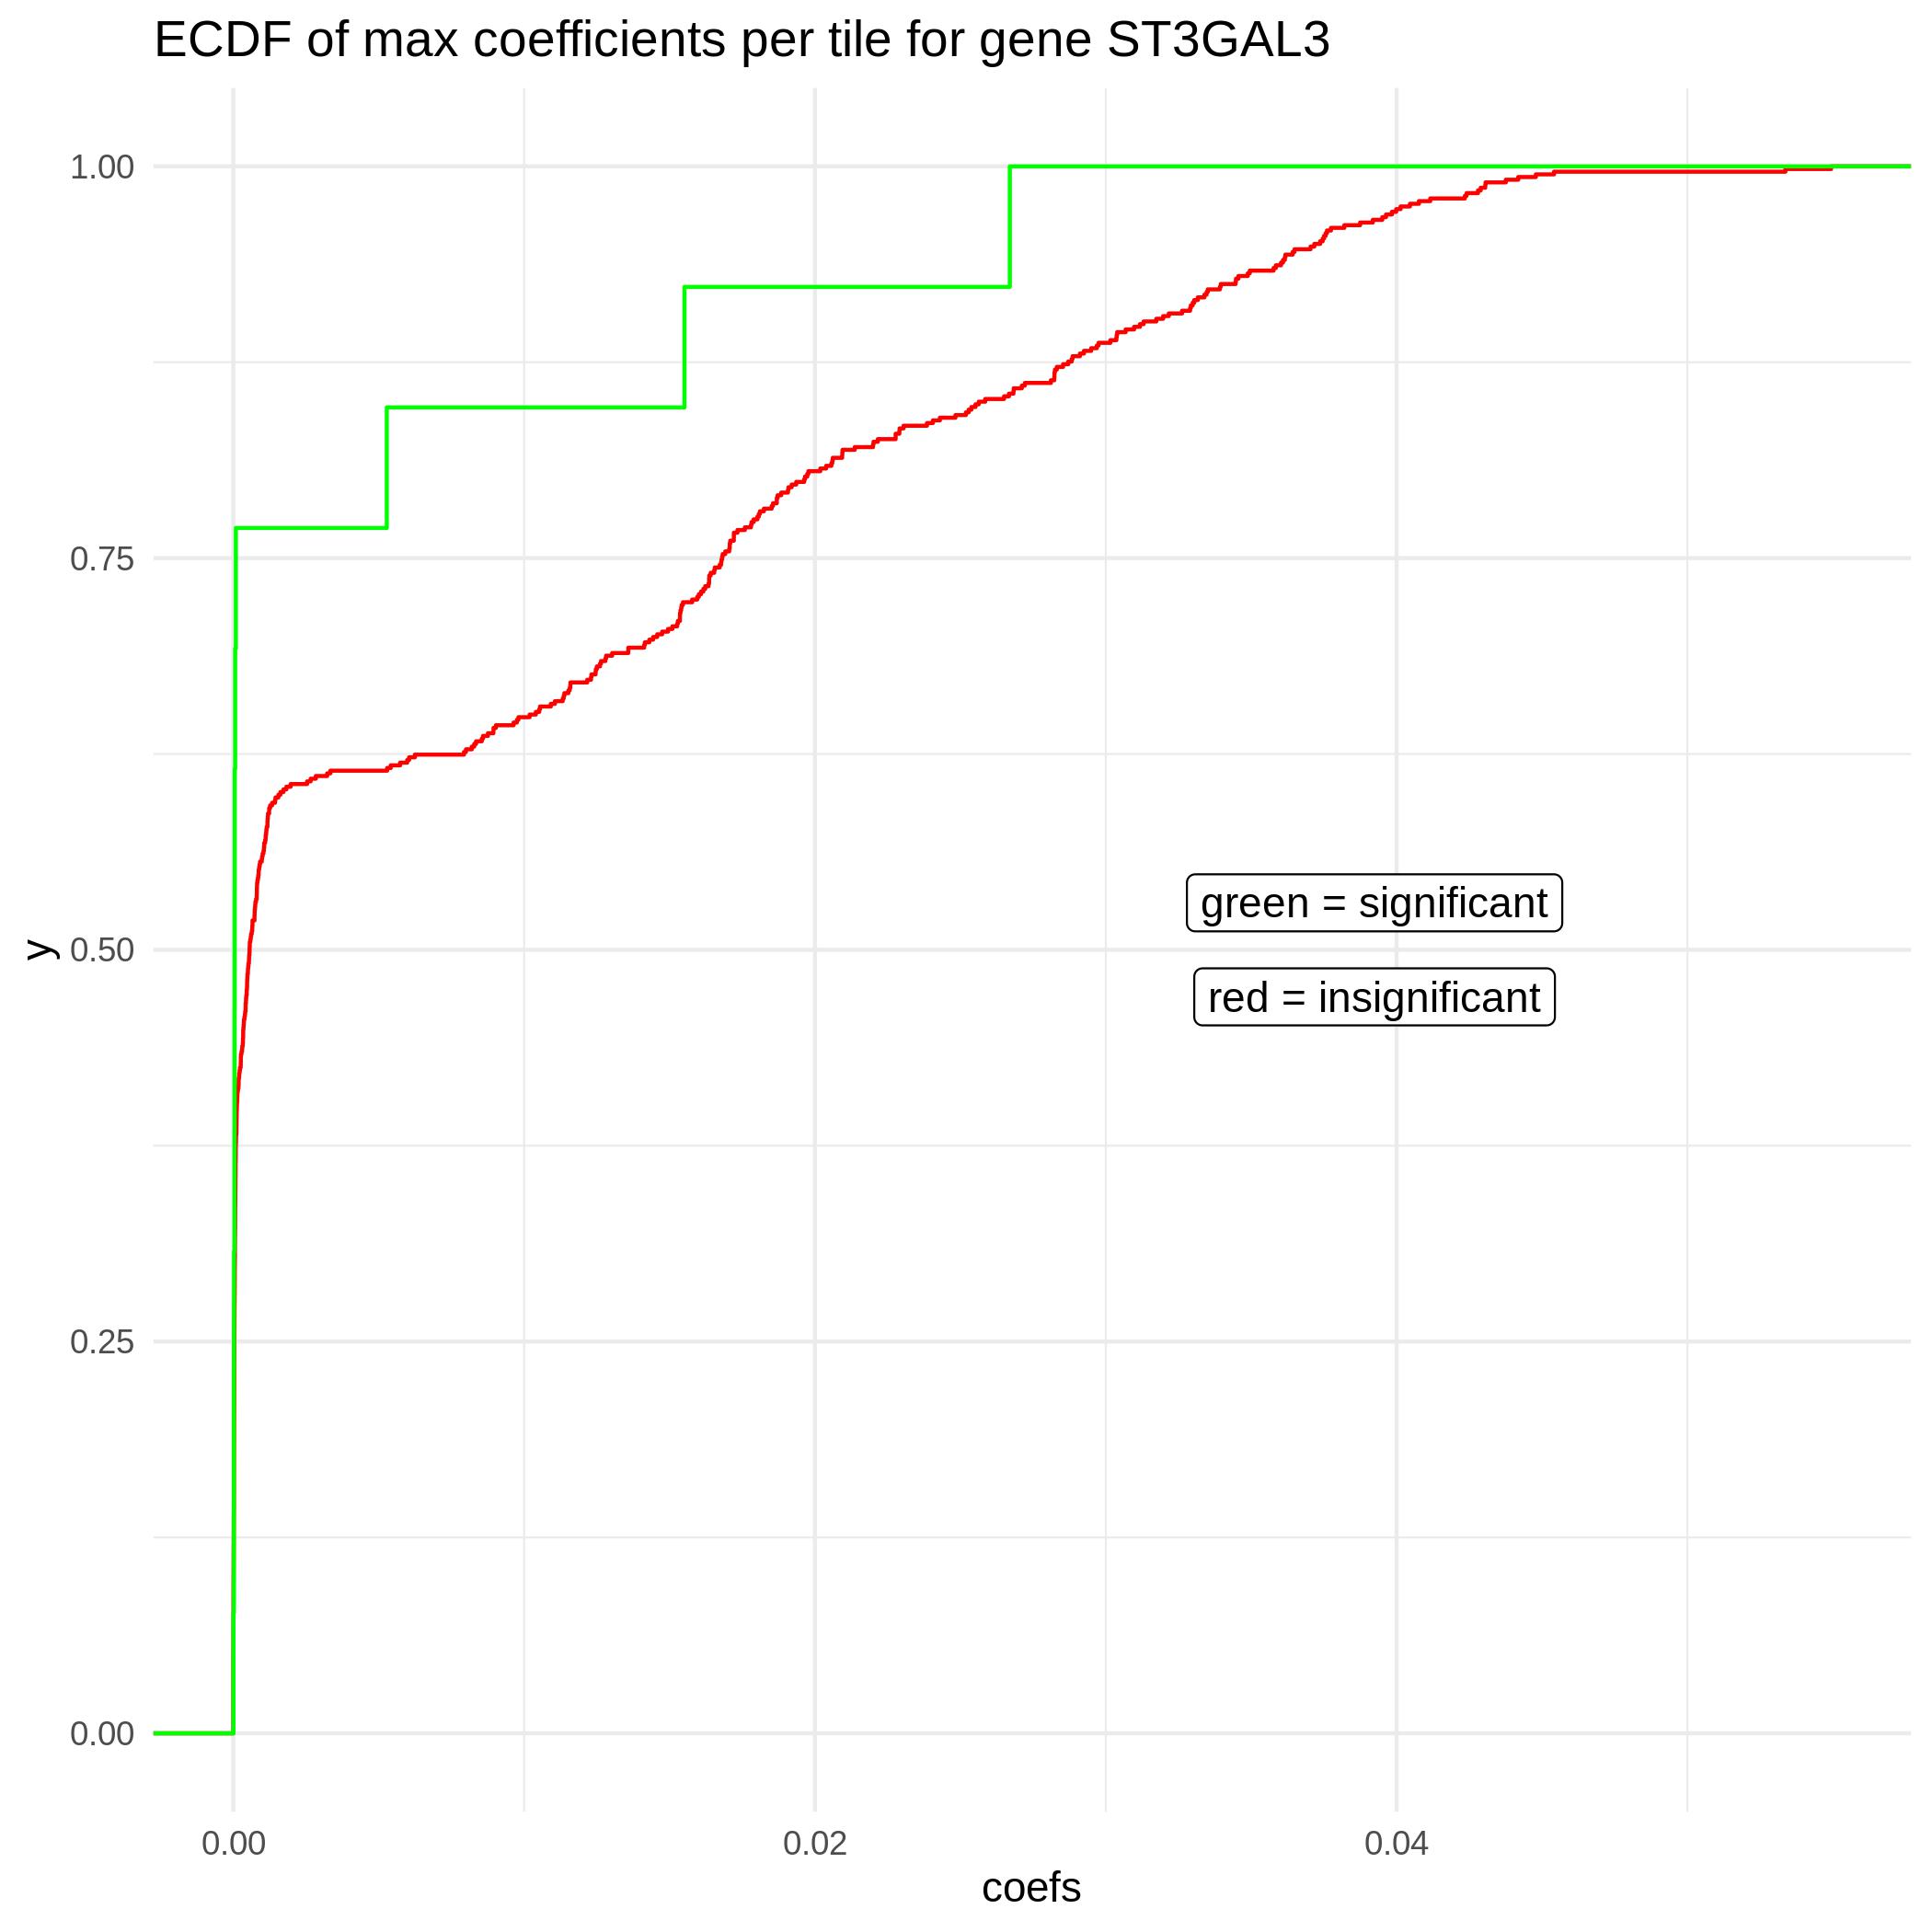 ECDF of max coefficients per tile for gene ST3GAL3
1.00
0.75
0.50
0.25
0.00
y
green = significant
red = insignificant
0.00 0.02 0.04
coefs